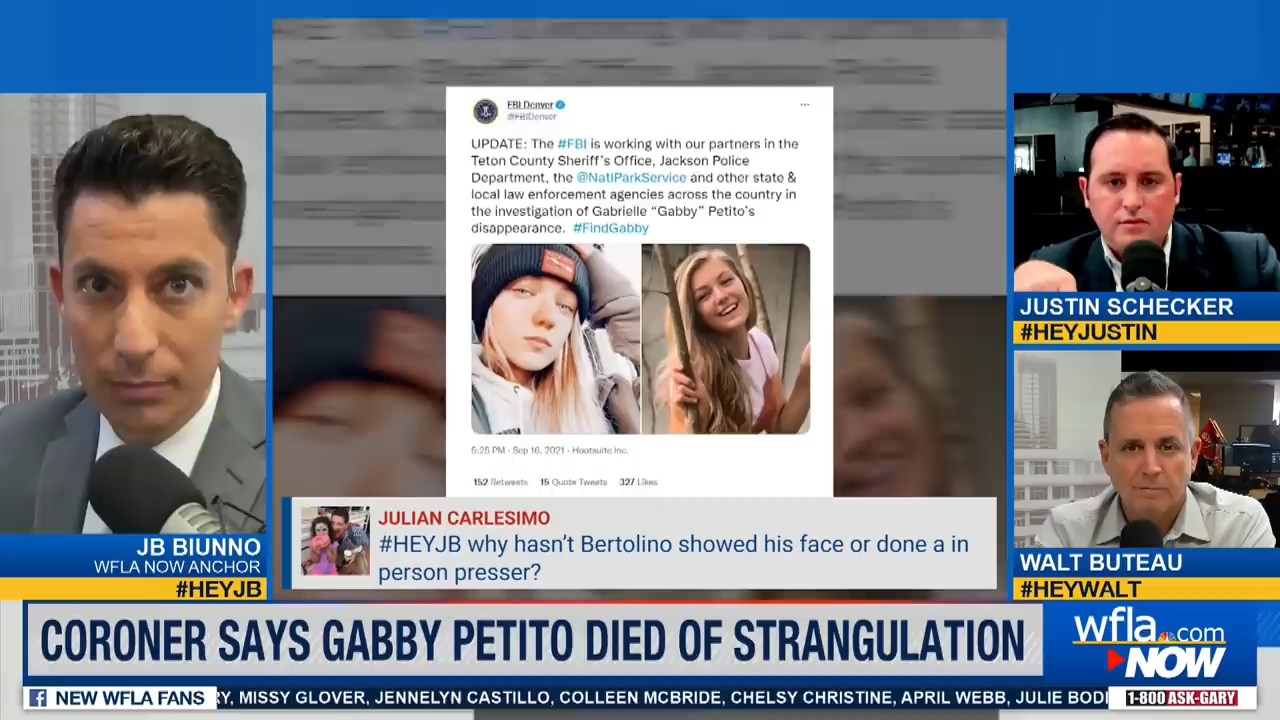 FBI Denver
@FBIDenver
UPDATE: The #FBI is working with our partners in the
Teton County Sheriff's Office, Jackson Police
Department, the @NatlParkService and other state &
local law enforcement agencies across the country in
the investigation of Gabrielle “Gabby” Petito's
disappearance. #FindGabby
5:25 PM · Sep 16, 2021 · Hootsuite Inc.
152 Retweets 15 Quote Tweets 327 Likes
JUSTIN SCHECKER
#HEYJUSTIN
JULIAN CARLESIMO
#HEYJB why hasn't Bertolino showed his face or done a in
person presser?
JB BIUNNO
WFLA NOW ANCHOR
#HEYJB
WALT BUTEAU
#HEYWALT
CORONER SAYS GABBY PETITO DIED OF STRANGULATION
wfla.com
NOW
NEW WFLA FANS
RY, MISSY GLOVER, JENNELYN CASTILLO, COLLEEN MCBRIDE, CHELSY CHRISTINE, APRIL WEBB, JULIE BODI
1-800 ASK-GARY